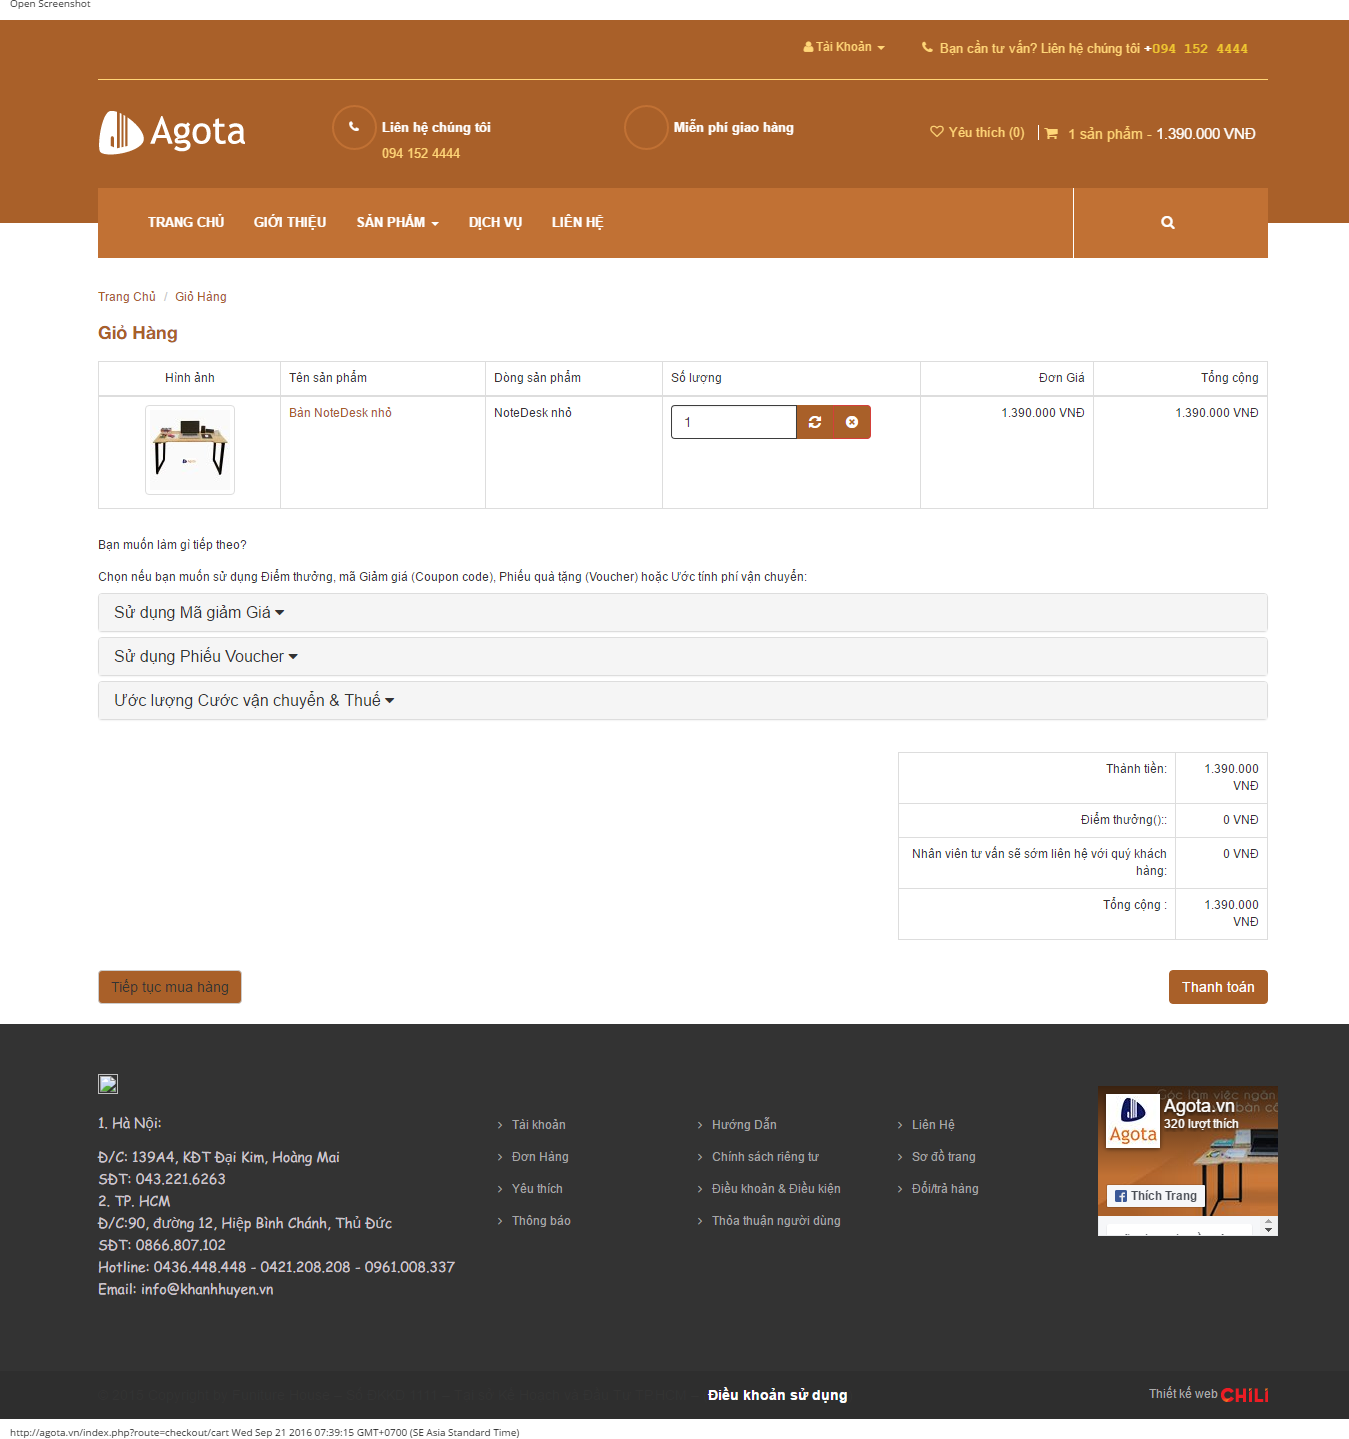 Open Screenshot
Tài Khoản
Bạn cần tư vấn? Liên hệ chúng tôi +094 152 4444
Agota
Liên hệ chúng tôi
094 152 4444
Miễn phí giao hàng
Yêu thích (0)
1 sản phẩm - 1.390.000 VNĐ
TRANG CHỦ GIỚI THIỆU SẢN PHẨM DỊCH VỤ LIÊN HỆ
Trang Chủ / Giỏ Hàng
Giỏ Hàng
Hình ảnh Tên sản phẩm Dòng sản phẩm Số lượng Đơn Giá Tổng cộng
Bàn NoteDesk nhỏ NoteDesk nhỏ 1 1.390.000 VNĐ 1.390.000 VNĐ
Agota
Bạn muốn làm gì tiếp theo?
Chọn nếu bạn muốn sử dụng Điểm thưởng, mã Giảm giá (Coupon code), Phiếu quà tặng (Voucher) hoặc Ước tính phí vận chuyển:
Sử dụng Mã giảm Giá
Sử dụng Phiếu Voucher
Ước lượng Cước vận chuyển & Thuế
Thành tiền: 1.390.000
VNĐ
Điểm thưởng():: 0 VNĐ
Nhân viên tư vấn sẽ sớm liên hệ với quý khách 0 VNĐ
hàng:
Tổng cộng : 1.390.000
VNĐ
Tiếp tục mua hàng
Thanh toán
1. Hà Nội:
Đ/C: 139A4, KĐT Đại Kim, Hoàng Mai
SĐT: 043.221.6263
2. TP. HCM
Đ/C:90, đường 12, Hiệp Bình Chánh, Thủ Đức
SĐT: 0866.807.102
Hotline: 0436.448.448 - 0421.208.208 - 0961.008.337
Email: info@khanhhuyen.vn
Tài khoản
Đơn Hàng
Yêu thích
Thông báo
Hướng Dẫn
Chính sách riêng tư
Điều khoản & Điều kiện
Thỏa thuận người dùng
Liên Hệ
Sơ đồ trang
Đổi/trả hàng
Góc làm việc ngăn
bàn
Agota
Agota.vn
320 lượt thích
Thích Trang
Điều khoản sử dụng
Thiết kế web CHILI
http://agota.vn/index.php?route=checkout/cart Wed Sep 21 2016 07:39:15 GMT+0700 (SE Asia Standard Time)